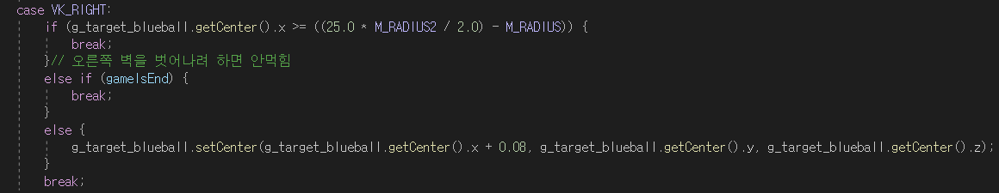 case VK_RIGHT:
if (g_target_blueball.getCenter().x >= ((25.0 * M_RADIUS2 / 2.0) - M_RADIUS)) {
break;
}// 오른쪽 벽을 벗어나려 하면 안먹힘
else if (gameIsEnd) {
break;
}
else {
g_target_blueball.setCenter(g_target_blueball.getCenter().x + 0.08, g_target_blueball.getCenter().y, g_target_blueball.getCenter().z);
}
break;